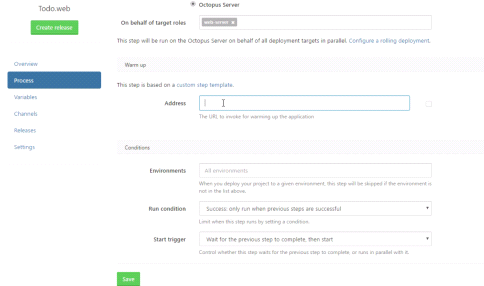 Todo.web
Octopus Server
Create release
On behalf of target roles
web-server ×
This step will be run on the Octopus Server on behalf of all deployment targets in parallel. Configure a rolling deployment.
Overview
Warm up
Process
This step is based on a custom step template.
Variables
Address
Channels
The URL to invoke for warming up the application
Releases
Settings
Conditions
Environments
All environments
When you deploy your project to a given environment, this step will be skipped if the environment is
not in the list above.
Run condition
Success: only run when previous steps are successful
Limit when this step runs by setting a condition.
Start trigger
Wait for the previous step to complete, then start
Control whether this step waits for the previous step to complete, or runs in parallel with it.
Save